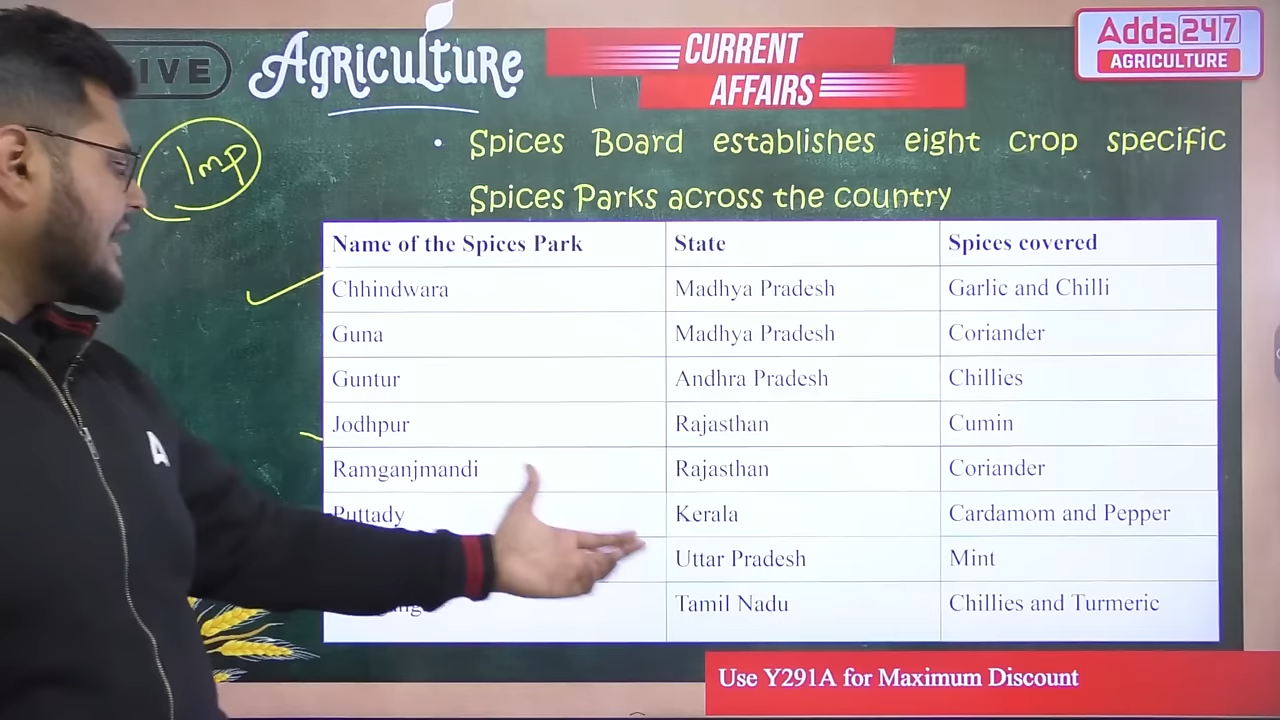 IVE
AGRICULTURE
CURRENT
AFFAIRS
Adda247
AGRICULTURE
Imp
• Spices Board establishes eight crop specific
Spices Parks across the country
Name of the Spices Park State Spices covered
Chhindwara Madhya Pradesh Garlic and Chilli
Guna Madhya Pradesh Coriander
Guntur Andhra Pradesh Chillies
Jodhpur Rajasthan Cumin
Ramganjmandi Rajasthan Coriander
Puttady Kerala Cardamom and Pepper
Uttar Pradesh Mint
Tamil Nadu Chillies and Turmeric
A
Use Y291A for Maximum Discount